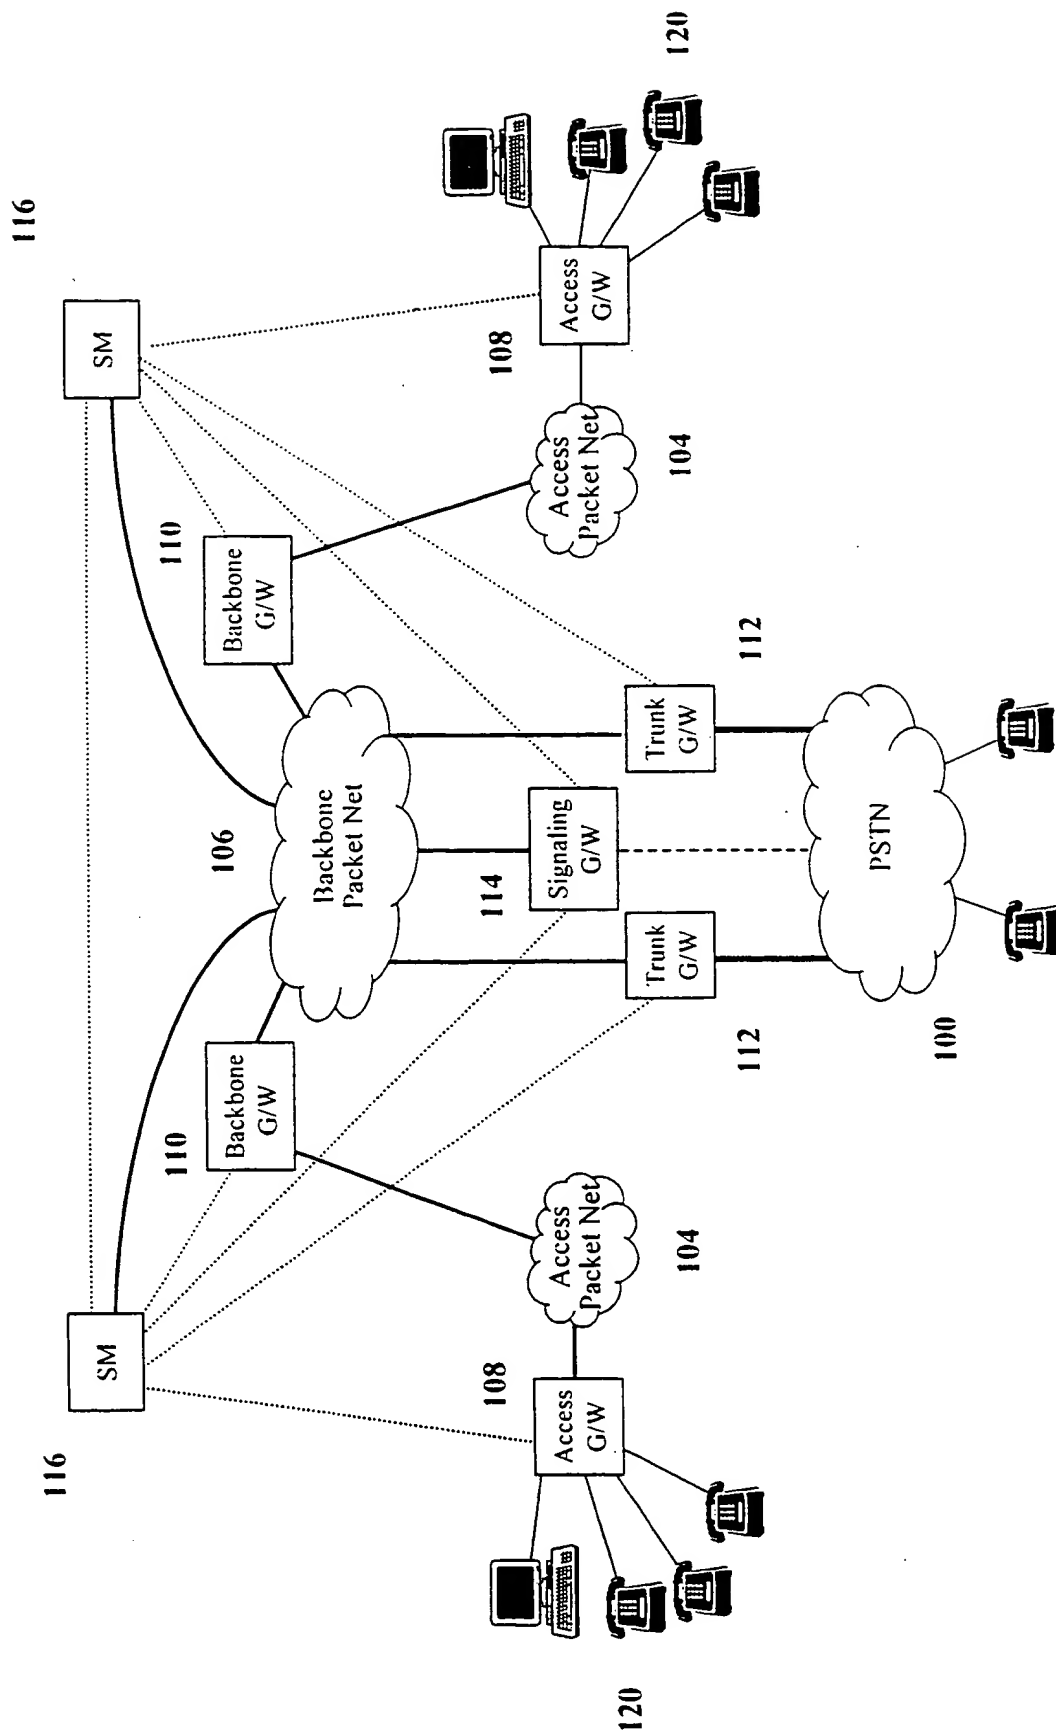 116
SM
116
SM
110
Backbone
G/W
106
110
Backbone
G/W
Backbone
Packet Net
108
Access
G/W
Access
Packet Net
104
114
Signaling
G/W
108
Access
G/W
Access
Packet Net
104
120
120
Trunk
G/W
112
Trunk
G/W
112
PSTN
100